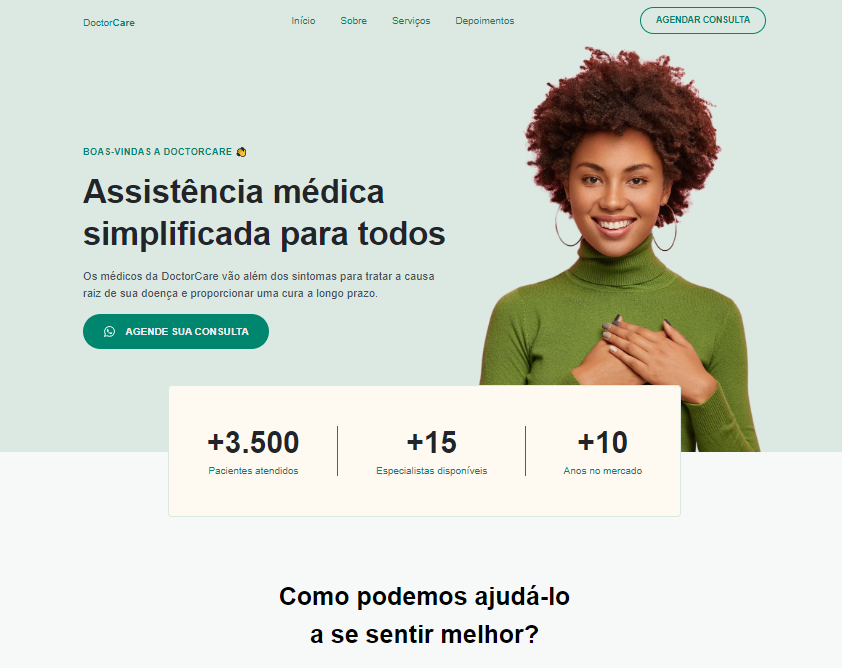 DoctorCare
Início Sobre Serviços Depoimentos
AGENDAR CONSULTA
BOAS-VINDAS A DOCTORCARE 👏
Assistência médica
simplificada para todos
Os médicos da DoctorCare vão além dos sintomas para tratar a causa
raiz de sua doença e proporcionar uma cura a longo prazo.
AGENDE SUA CONSULTA
+3.500
Pacientes atendidos
+15
Especialistas disponíveis
+10
Anos no mercado
Como podemos ajudá-lo
a se sentir melhor?